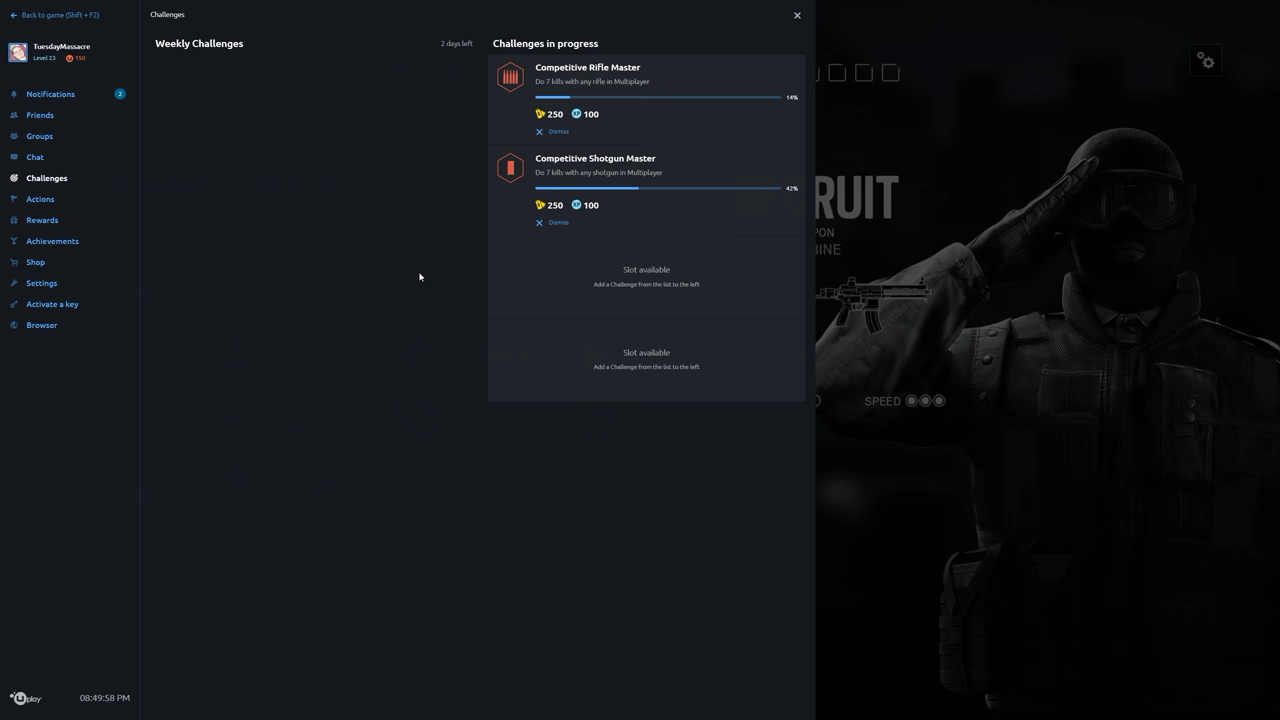 Back to game (Shift + F2)
TuesdayMassacre
Level 23 150
Notifications 2
Friends
Groups
Chat
Challenges
Actions
Rewards
Achievements
Shop
Settings
Activate a key
Browser
uplay 08:49:58 PM
Challenges
Weekly Challenges 2 days left
Challenges in progress
Competitive Rifle Master
Do 7 kills with any rifle in Multiplayer
14%
250 XP 100
Dismiss
Competitive Shotgun Master
Do 7 kills with any shotgun in Multiplayer
42%
250 XP 100
Dismiss
Slot available
Add a Challenge from the list to the left
Slot available
Add a Challenge from the list to the left
RUIT
PON
BINE
SPEED